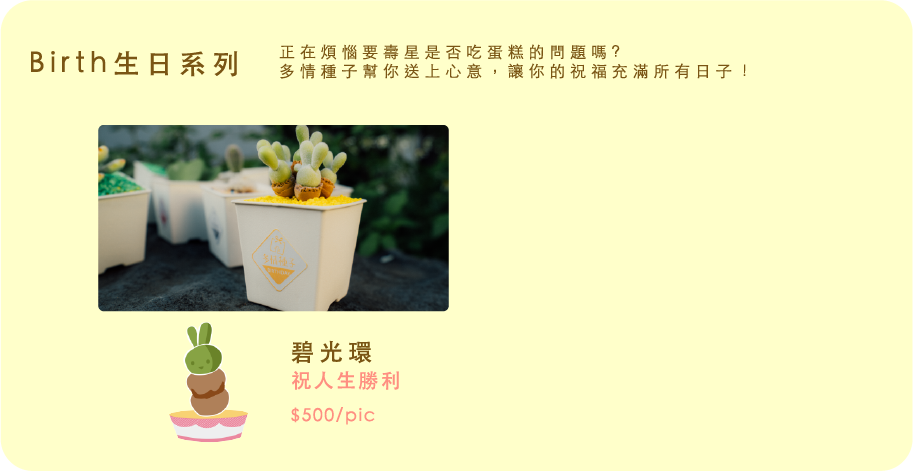 Birth生日系列
正在煩惱要壽星是否吃蛋糕的問題嗎?
多情種子幫你送上心意，讓你的祝福充滿所有日子！
碧光環
祝人生勝利
$500/pic